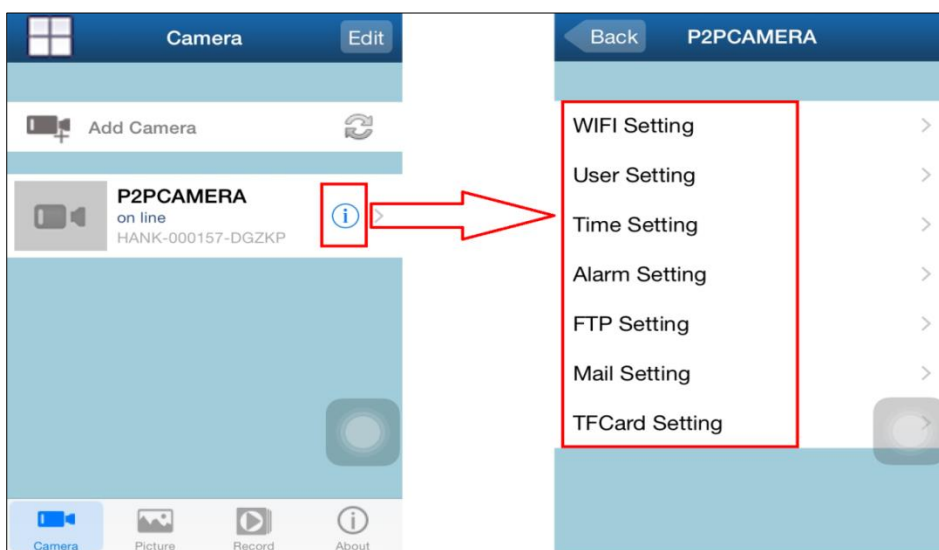 Camera
Edit
Add Camera
P2PCAMERA
on line
HANK-000157-DGZKP
Camera
Picture
Record
About
Back
P2PCAMERA
WIFI Setting
User Setting
Time Setting
Alarm Setting
FTP Setting
Mail Setting
TFCard Setting